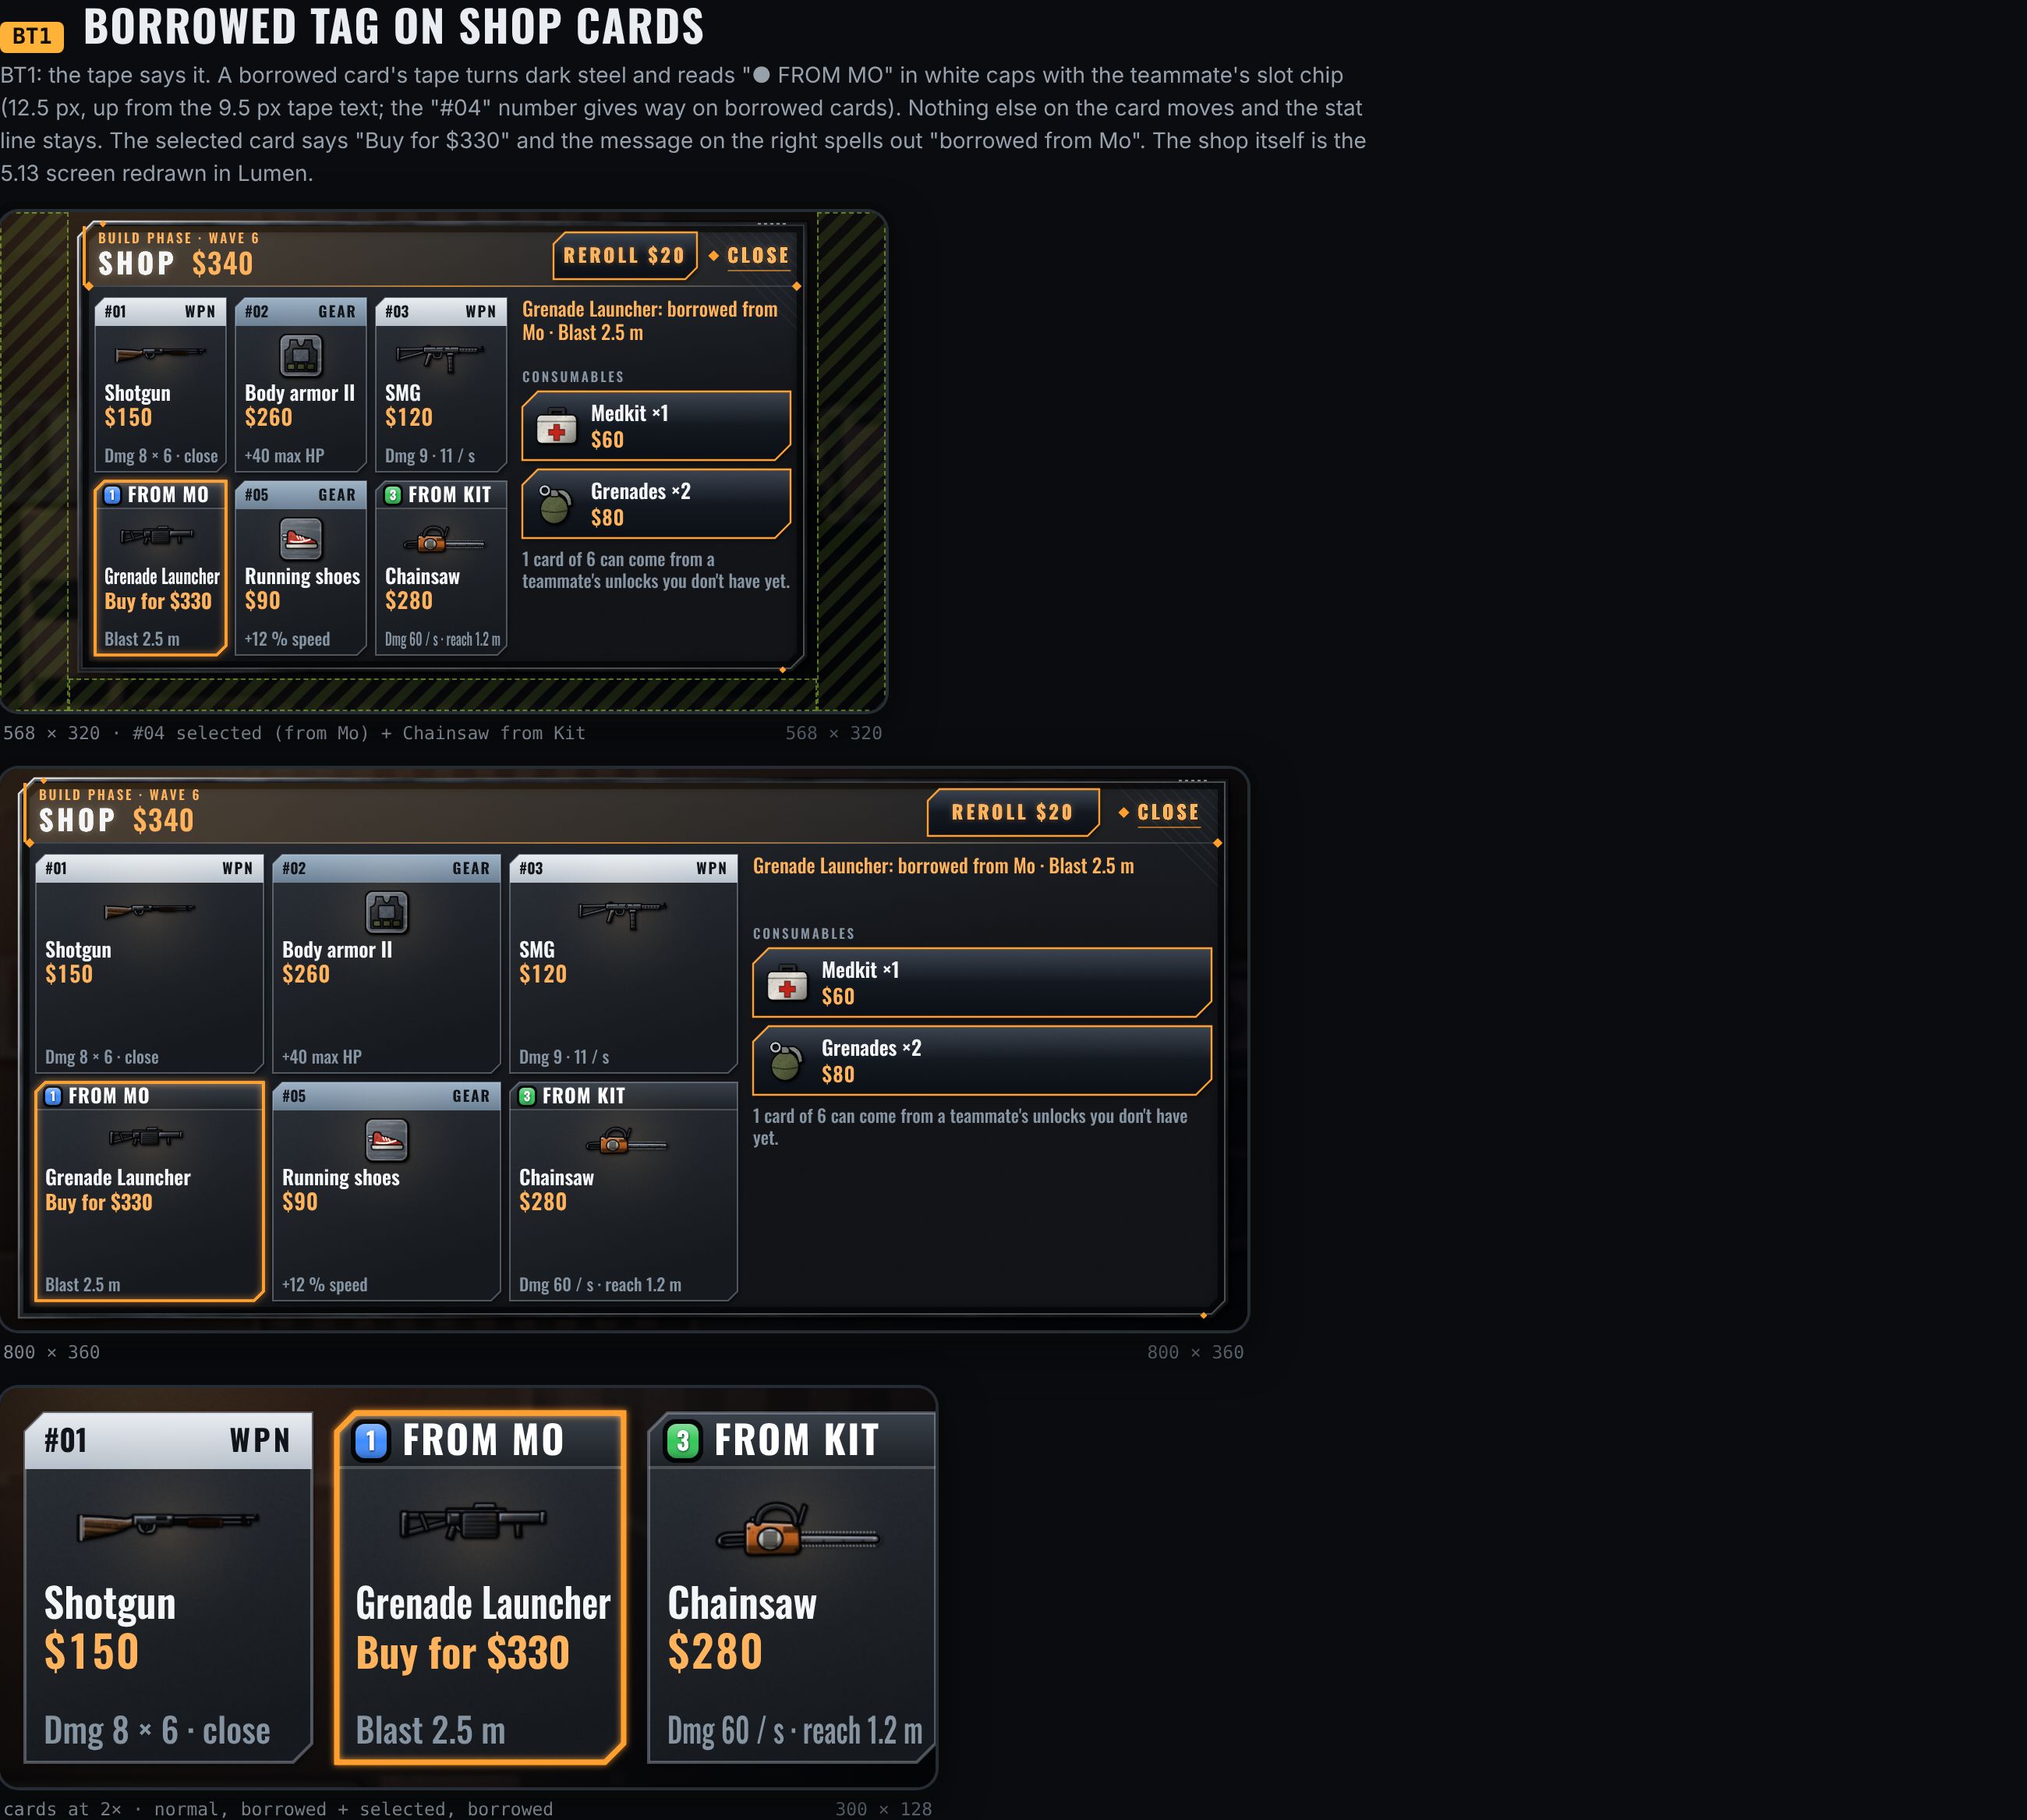 BT1 BORROWED TAG ON SHOP CARDS
BT1: the tape says it. A borrowed card's tape turns dark steel and reads "● FROM MO" in white caps with the teammate's slot chip
(12.5 px, up from the 9.5 px tape text; the "#04" number gives way on borrowed cards). Nothing else on the card moves and the stat
line stays. The selected card says "Buy for $330" and the message on the right spells out "borrowed from Mo". The shop itself is the
5.13 screen redrawn in Lumen.
BUILD PHASE · WAVE 6
SHOP $340
REROLL $20
CLOSE
#01 WPN
Shotgun
$150
Dmg 8 × 6 · close
#02 GEAR
Body armor II
$260
+40 max HP
#03 WPN
SMG
$120
Dmg 9 · 11 / s
1 FROM MO
Grenade Launcher
Buy for $330
Blast 2.5 m
#05 GEAR
Running shoes
$90
+12 % speed
3 FROM KIT
Chainsaw
$280
Dmg 60 / s · reach 1.2 m
Grenade Launcher: borrowed from
Mo · Blast 2.5 m
CONSUMABLES
Medkit ×1
$60
Grenades ×2
$80
1 card of 6 can come from a
teammate's unlocks you don't have yet.
568 × 320 · #04 selected (from Mo) + Chainsaw from Kit
568 × 320
BUILD PHASE · WAVE 6
SHOP $340
REROLL $20
CLOSE
#01 WPN
Shotgun
$150
Dmg 8 × 6 · close
#02 GEAR
Body armor II
$260
+40 max HP
#03 WPN
SMG
$120
Dmg 9 · 11 / s
1 FROM MO
Grenade Launcher
Buy for $330
Blast 2.5 m
#05 GEAR
Running shoes
$90
+12 % speed
3 FROM KIT
Chainsaw
$280
Dmg 60 / s · reach 1.2 m
Grenade Launcher: borrowed from Mo · Blast 2.5 m
CONSUMABLES
Medkit ×1
$60
Grenades ×2
$80
1 card of 6 can come from a teammate's unlocks you don't have
yet.
800 × 360
800 × 360
#01 WPN
Shotgun
$150
Dmg 8 × 6 · close
1 FROM MO
Grenade Launcher
Buy for $330
Blast 2.5 m
3 FROM KIT
Chainsaw
$280
Dmg 60 / s · reach 1.2 m
cards at 2× · normal, borrowed + selected, borrowed
300 × 128